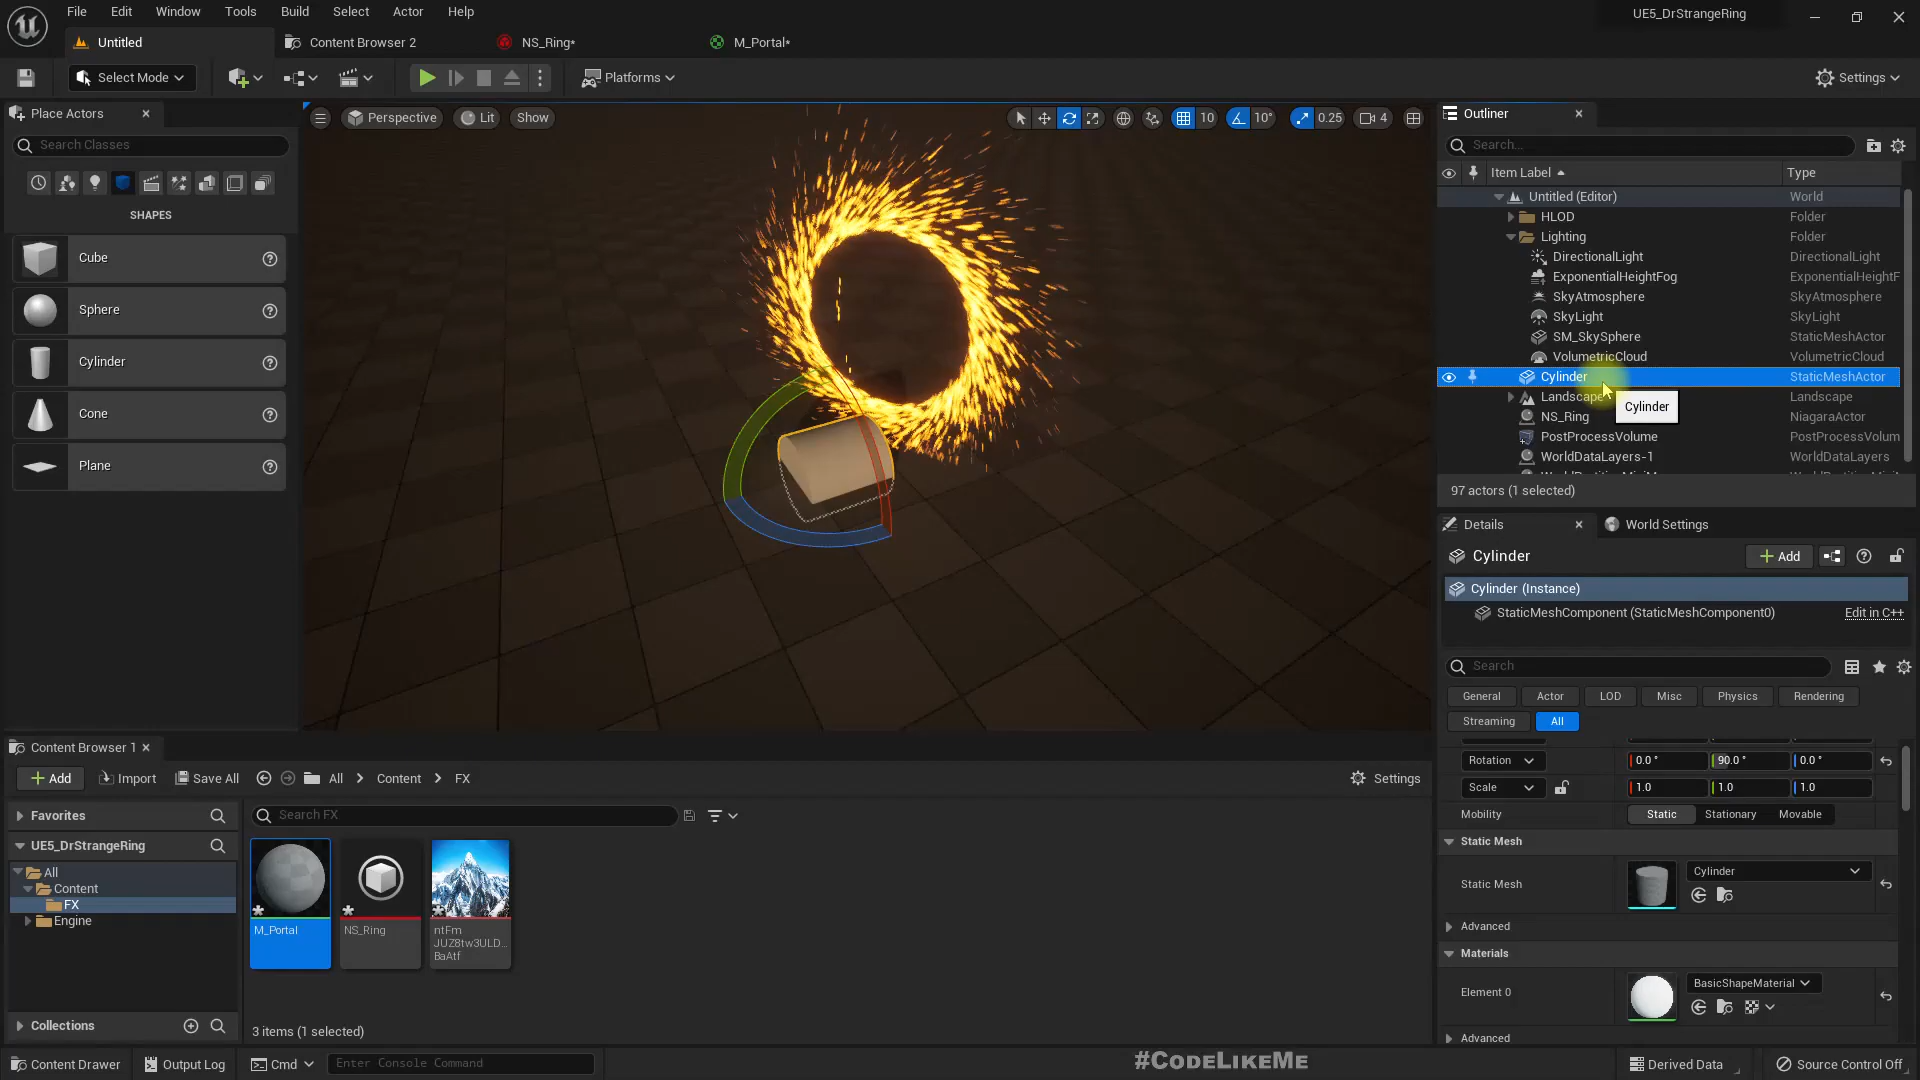 File Edit Window Tools Build Select Actor Help
UE5_DrStrangeRing
Untitled Content Browser 2 NS_Ring* M_Portal*
Select Mode Platforms Settings
Place Actors
Search Classes
SHAPES
Cube
Sphere
Cylinder
Cone
Plane
Perspective Lit Show 10 10° 0.25 4
Outliner
Search...
Item Label Type
Untitled (Editor) World
HLOD Folder
Lighting Folder
DirectionalLight DirectionalLight
ExponentialHeightFog ExponentialHeightF
SkyAtmosphere SkyAtmosphere
SkyLight SkyLight
SM_SkySphere StaticMeshActor
VolumetricCloud VolumetricCloud
Cylinder StaticMeshActor
Landscape Landscape
Cylinder
NS_Ring NiagaraActor
PostProcessVolume PostProcessVolum
WorldDataLayers-1 WorldDataLayers
97 actors (1 selected)
Details World Settings
Cylinder Add
Cylinder (Instance)
StaticMeshComponent (StaticMeshComponent0) Edit in C++
Search
General Actor LOD Misc Physics Rendering
Streaming All
Rotation 0.0 ° 90.0 ° 0.0 °
Scale 1.0 1.0 1.0
Mobility Static Stationary Movable
Static Mesh
Static Mesh Cylinder
Advanced
Materials
Element 0 BasicShapeMaterial
Advanced
Content Browser 1
Add Import Save All All Content FX Settings
Favorites
Search FX
UE5_DrStrangeRing
All
Content
FX
Engine
Collections
M_Portal
NS_Ring
ntFm
JUZ8tw3ULD...
BaAtf
3 items (1 selected)
Content Drawer Output Log Cmd Enter Console Command
#CodeLikeMe
Derived Data Source Control Off